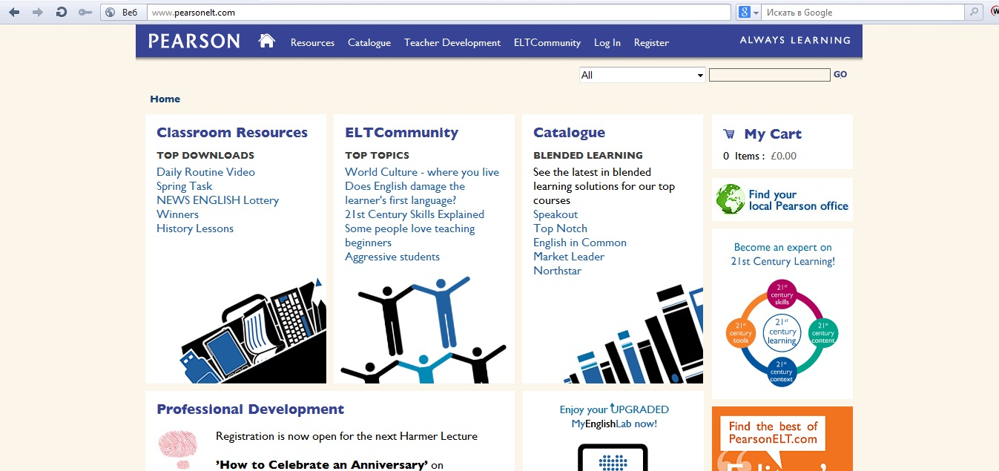 Веб
www.pearsonelt.com
Искать в Google
PEARSON
Resources Catalogue Teacher Development ELTCommunity Log In Register
ALWAYS LEARNING
All
GO
Home
Classroom Resources
TOP DOWNLOADS
Daily Routine Video
Spring Task
NEWS ENGLISH Lottery
Winners
History Lessons
ELTCommunity
TOP TOPICS
World Culture - where you live
Does English damage the
learner's first language?
21st Century Skills Explained
Some people love teaching
beginners
Aggressive students
Catalogue
BLENDED LEARNING
See the latest in blended
learning solutions for our top
courses
Speakout
Top Notch
English in Common
Market Leader
Northstar
My Cart
0 Items : £0.00
Find your
local Pearson office
Become an expert on
21st Century Learning!
21st
century
skills
21st
century
tools
21st
century
learning
21st
century
content
21st
century
context
Professional Development
Registration is now open for the next Harmer Lecture
’How to Celebrate an Anniversary’ on
Enjoy your UPGRADED
MyEnglishLab now!
Find the best of
PearsonELT.com